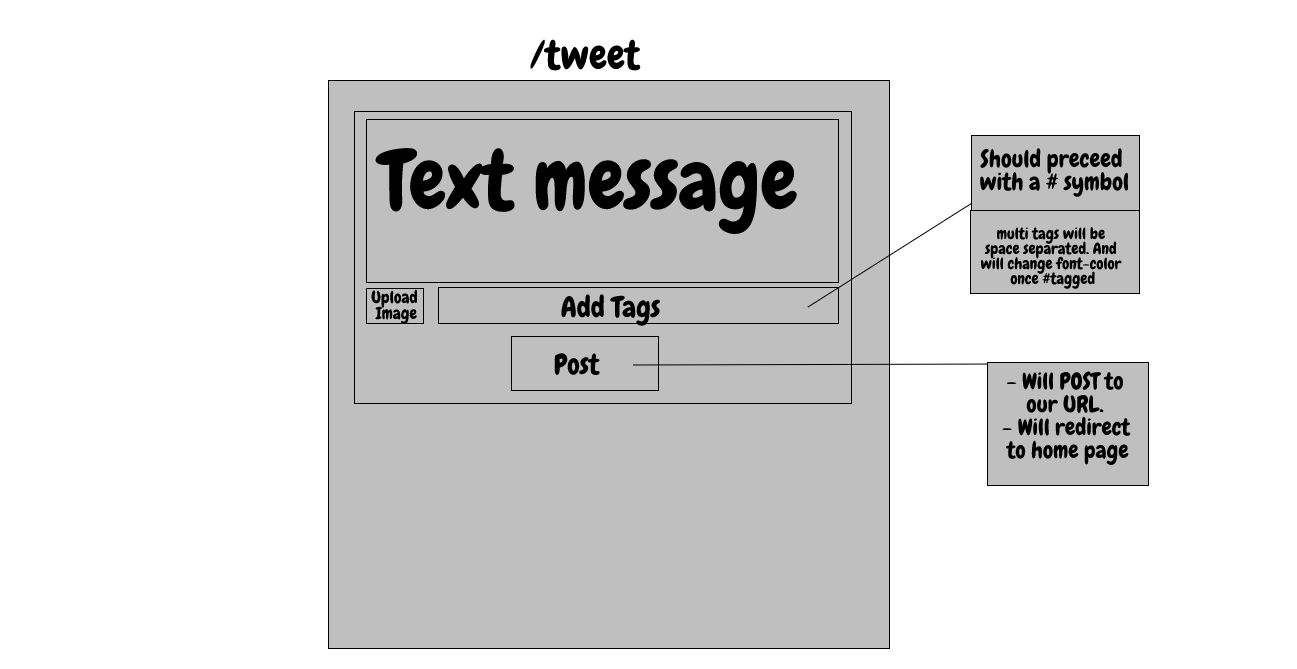 /tweet
Text message
Upload
Image
Add Tags
Post
Should preceed
with a # symbol
multi tags will be
space separated. And
will change font-color
once #tagged
- Will POST to
our URL.
- Will redirect
to home page